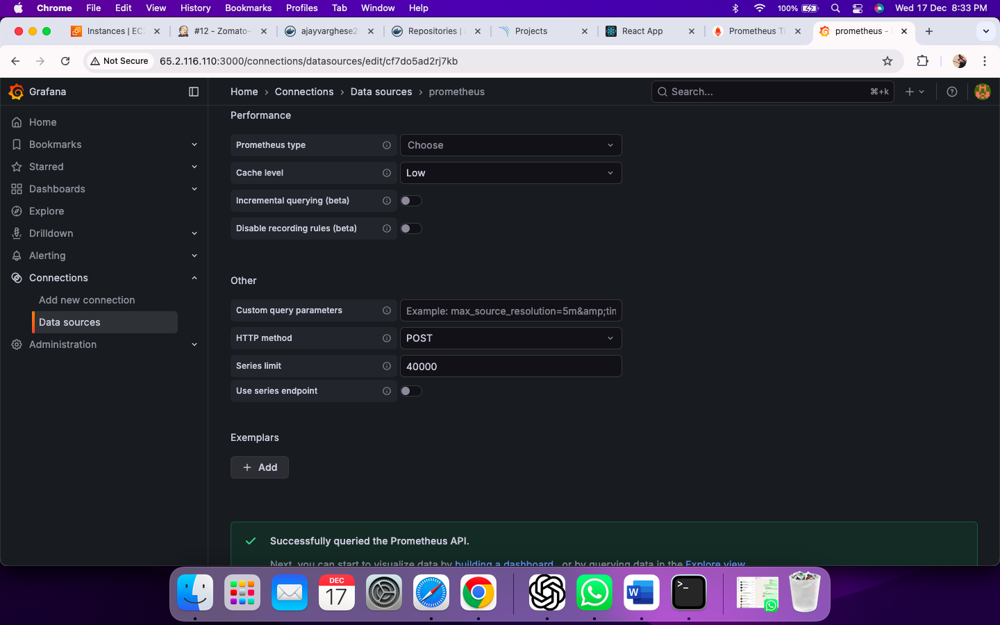 Chrome File Edit View History Bookmarks Profiles Tab Window Help 100% Wed 17 Dec 8:33 PM
Instances | EC #12 - Zomato- ajayvarghese2 Repositories | Projects React App Prometheus Ti prometheus -
Not Secure 65.2.116.110:3000/connections/datasources/edit/cf7do5ad2rj7kb
Grafana
Home › Connections › Data sources › prometheus
Search... ⌘+k
Home
Bookmarks
Starred
Dashboards
Explore
Drilldown
Alerting
Connections
Add new connection
Data sources
Administration
Performance
Prometheus type Choose
Cache level Low
Incremental querying (beta)
Disable recording rules (beta)
Other
Custom query parameters Example: max_source_resolution=5m&amp;tin
HTTP method POST
Series limit 40000
Use series endpoint
Exemplars
+ Add
Successfully queried the Prometheus API.
Next, you can start to visualize data by building a dashboard, or by querying data in the Explore view.
DEC
17
W
>_